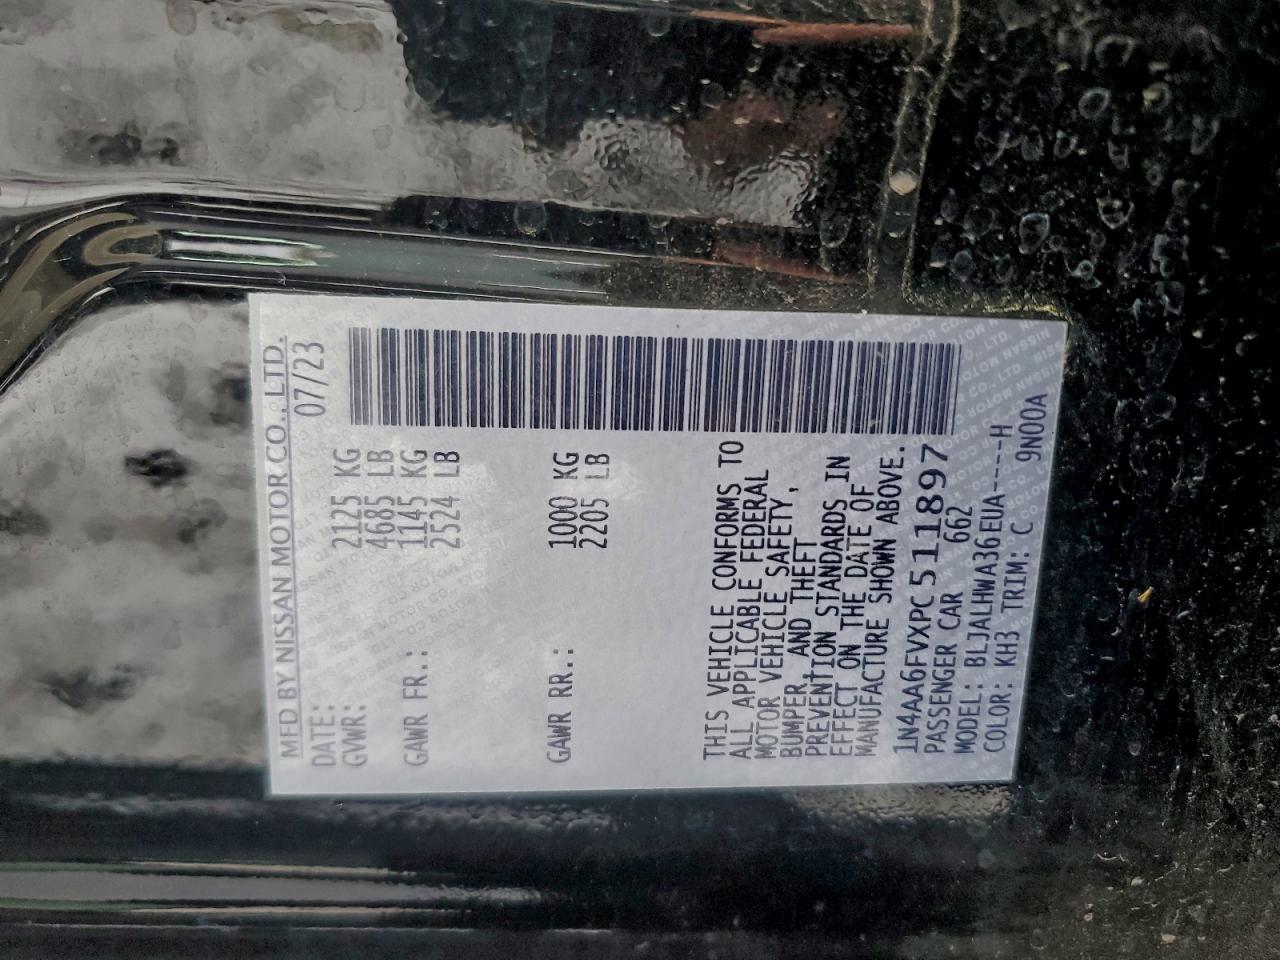 MFD BY NISSAN MOTOR CO., LTD.
DATE: 07/23
GVWR: 2125 KG
4685 LB
GAWR FR.: 1145 KG
2524 LB
GAWR RR.: 1000 KG
2205 LB
THIS VEHICLE CONFORMS TO
ALL APPLICABLE FEDERAL
MOTOR VEHICLE SAFETY,
BUMPER, AND THEFT
PREVENTION STANDARDS IN
EFFECT ON THE DATE OF
MANUFACTURE SHOWN ABOVE.
1N4AA6FVXPC511897
PASSENGER CAR 662
MODEL: BLJALHWA36EUA----H
COLOR: KH3 TRIM: C 9N00A